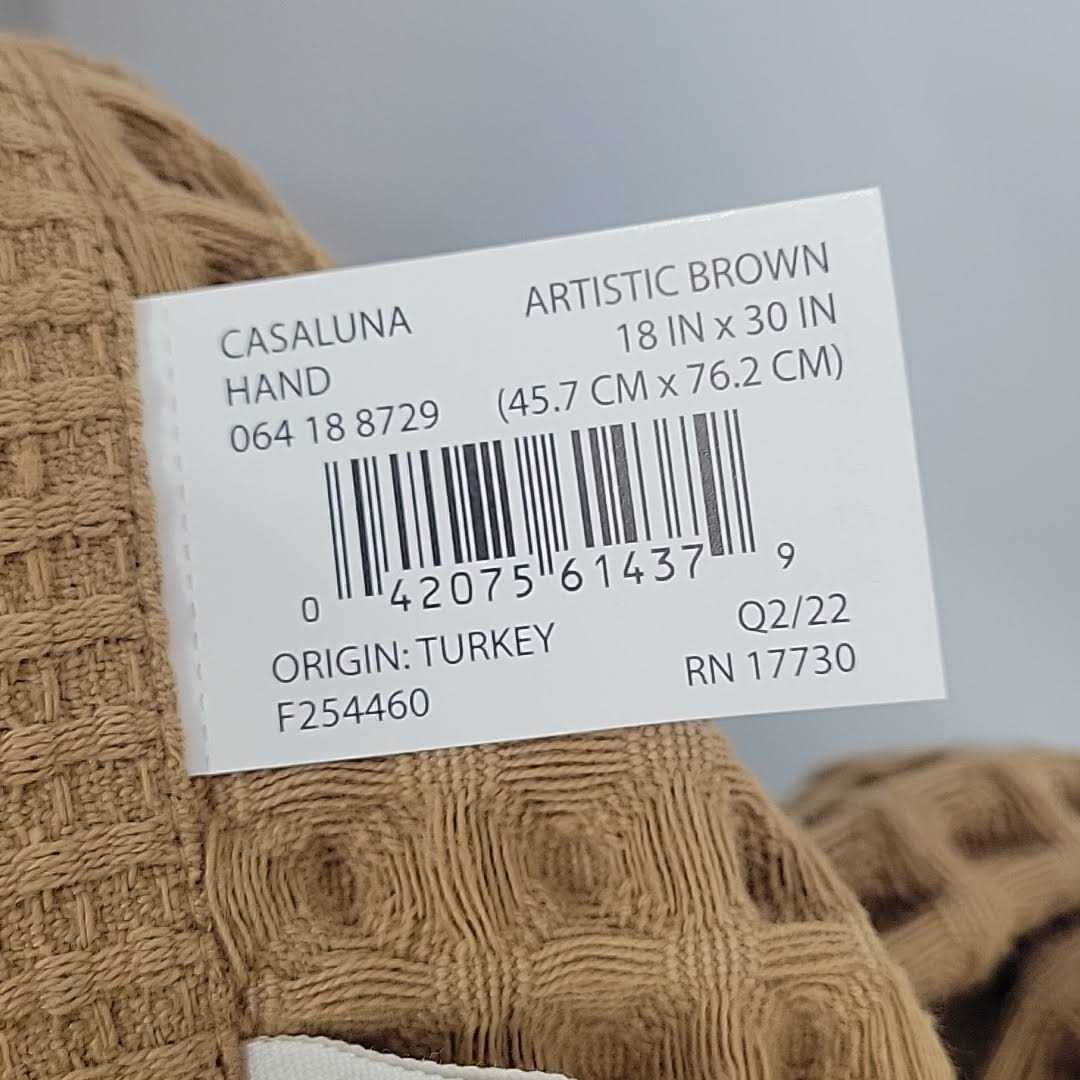 CASALUNA
HAND
064 18 8729
ARTISTIC BROWN
18 IN x 30 IN
(45.7 CM x 76.2 CM)
0 42075 61437 9
ORIGIN: TURKEY
F254460
Q2/22
RN 17730